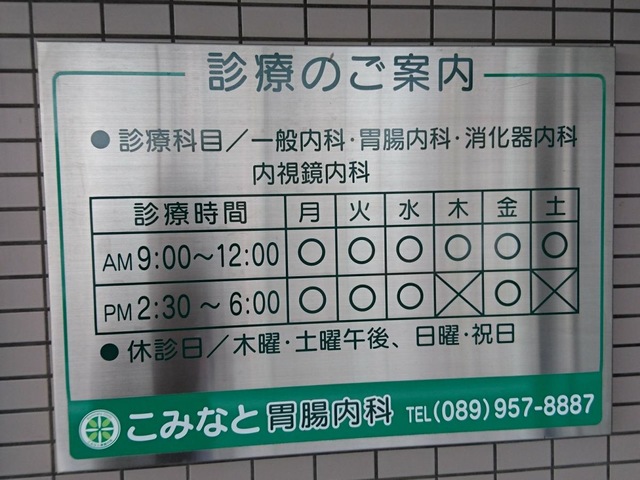 診療のご案内
● 診療科目／一般内科・胃腸内科・消化器内科
内視鏡内科
診療時間 月 火 水 木 金 土
AM 9:00～12:00 ○ ○ ○ ○ ○ ○
PM 2:30 ～ 6:00 ○ ○ ○ × ○ ×
● 休診日／木曜・土曜午後、日曜・祝日
こみなと胃腸内科 TEL(089)957-8887